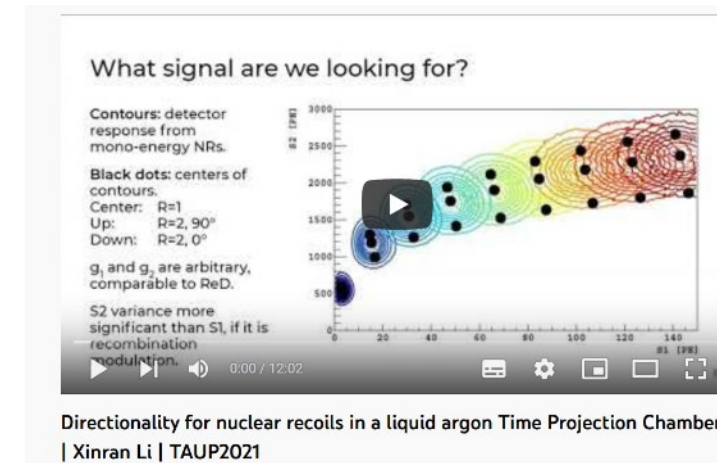 What signal are we looking for?
Contours: detector
response from
mono-energy NRs.
Black dots: centers of
contours.
Center: R=1
Up: R=2, 90°
Down: R=2, 0°
g1 and g2 are arbitrary,
comparable to ReD.
S2 variance more
significant than S1, if it is
recombination
modulation.
S2 [PE]
3000
2500
2000
1500
1000
500
0
0 20 40 60 80 100 120 140
S1 [PE]
0:00 / 12:02
Directionality for nuclear recoils in a liquid argon Time Projection Chamber
| Xinran Li | TAUP2021